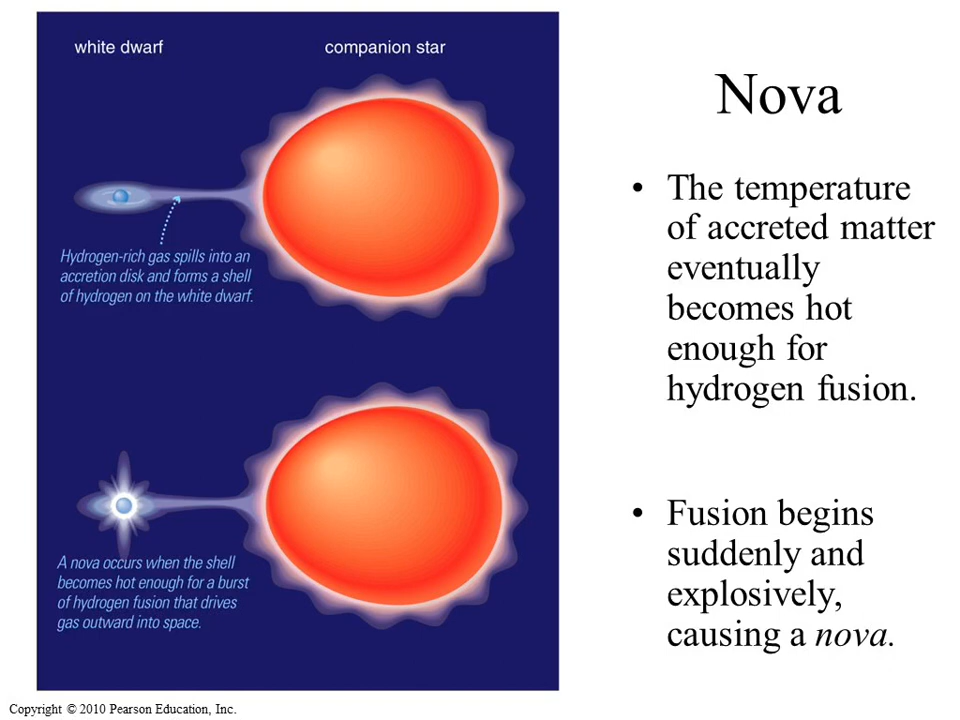 white dwarf
companion star
Hydrogen-rich gas spills into an
accretion disk and forms a shell
of hydrogen on the white dwarf.
A nova occurs when the shell
becomes hot enough for a burst
of hydrogen fusion that drives
gas outward into space.
Nova
• The temperature
of accreted matter
eventually
becomes hot
enough for
hydrogen fusion.
• Fusion begins
suddenly and
explosively,
causing a nova.
Copyright © 2010 Pearson Education, Inc.